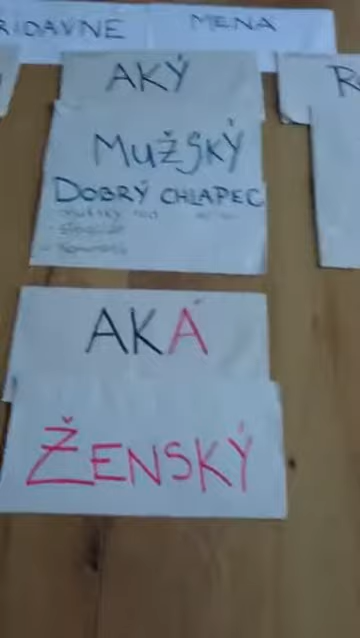 RIDAVNE MENA
AKÝ
R
MUŽSKÝ
DOBRÝ CHLAPEC
AKÁ
ŽENSKÝ